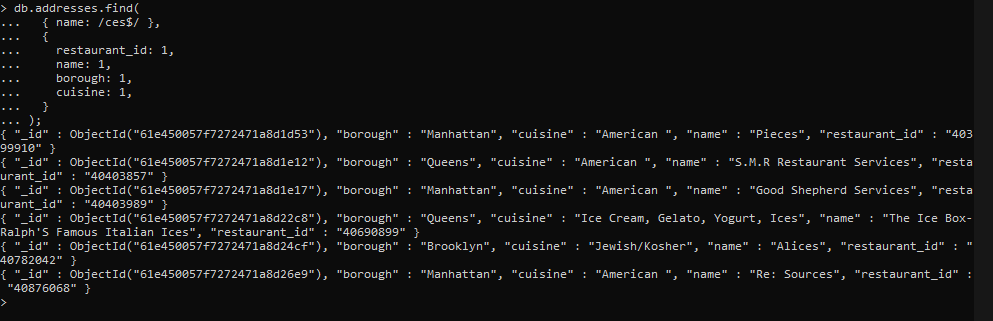 > db.addresses.find(
...   { name: /ces$/ },
...   {
...     restaurant_id: 1,
...     name: 1,
...     borough: 1,
...     cuisine: 1,
...   }
... );
{ "_id" : ObjectId("61e450057f7272471a8d1d53"), "borough" : "Manhattan", "cuisine" : "American ", "name" : "Pieces", "restaurant_id" : "403
99910" }
{ "_id" : ObjectId("61e450057f7272471a8d1e12"), "borough" : "Queens", "cuisine" : "American ", "name" : "S.M.R Restaurant Services", "resta
urant_id" : "40403857" }
{ "_id" : ObjectId("61e450057f7272471a8d1e17"), "borough" : "Manhattan", "cuisine" : "American ", "name" : "Good Shepherd Services", "resta
urant_id" : "40403989" }
{ "_id" : ObjectId("61e450057f7272471a8d22c8"), "borough" : "Queens", "cuisine" : "Ice Cream, Gelato, Yogurt, Ices", "name" : "The Ice Box-
Ralph'S Famous Italian Ices", "restaurant_id" : "40690899" }
{ "_id" : ObjectId("61e450057f7272471a8d24cf"), "borough" : "Brooklyn", "cuisine" : "Jewish/Kosher", "name" : "Alices", "restaurant_id" : "
40782042" }
{ "_id" : ObjectId("61e450057f7272471a8d26e9"), "borough" : "Manhattan", "cuisine" : "American ", "name" : "Re: Sources", "restaurant_id" :
 "40876068" }
>